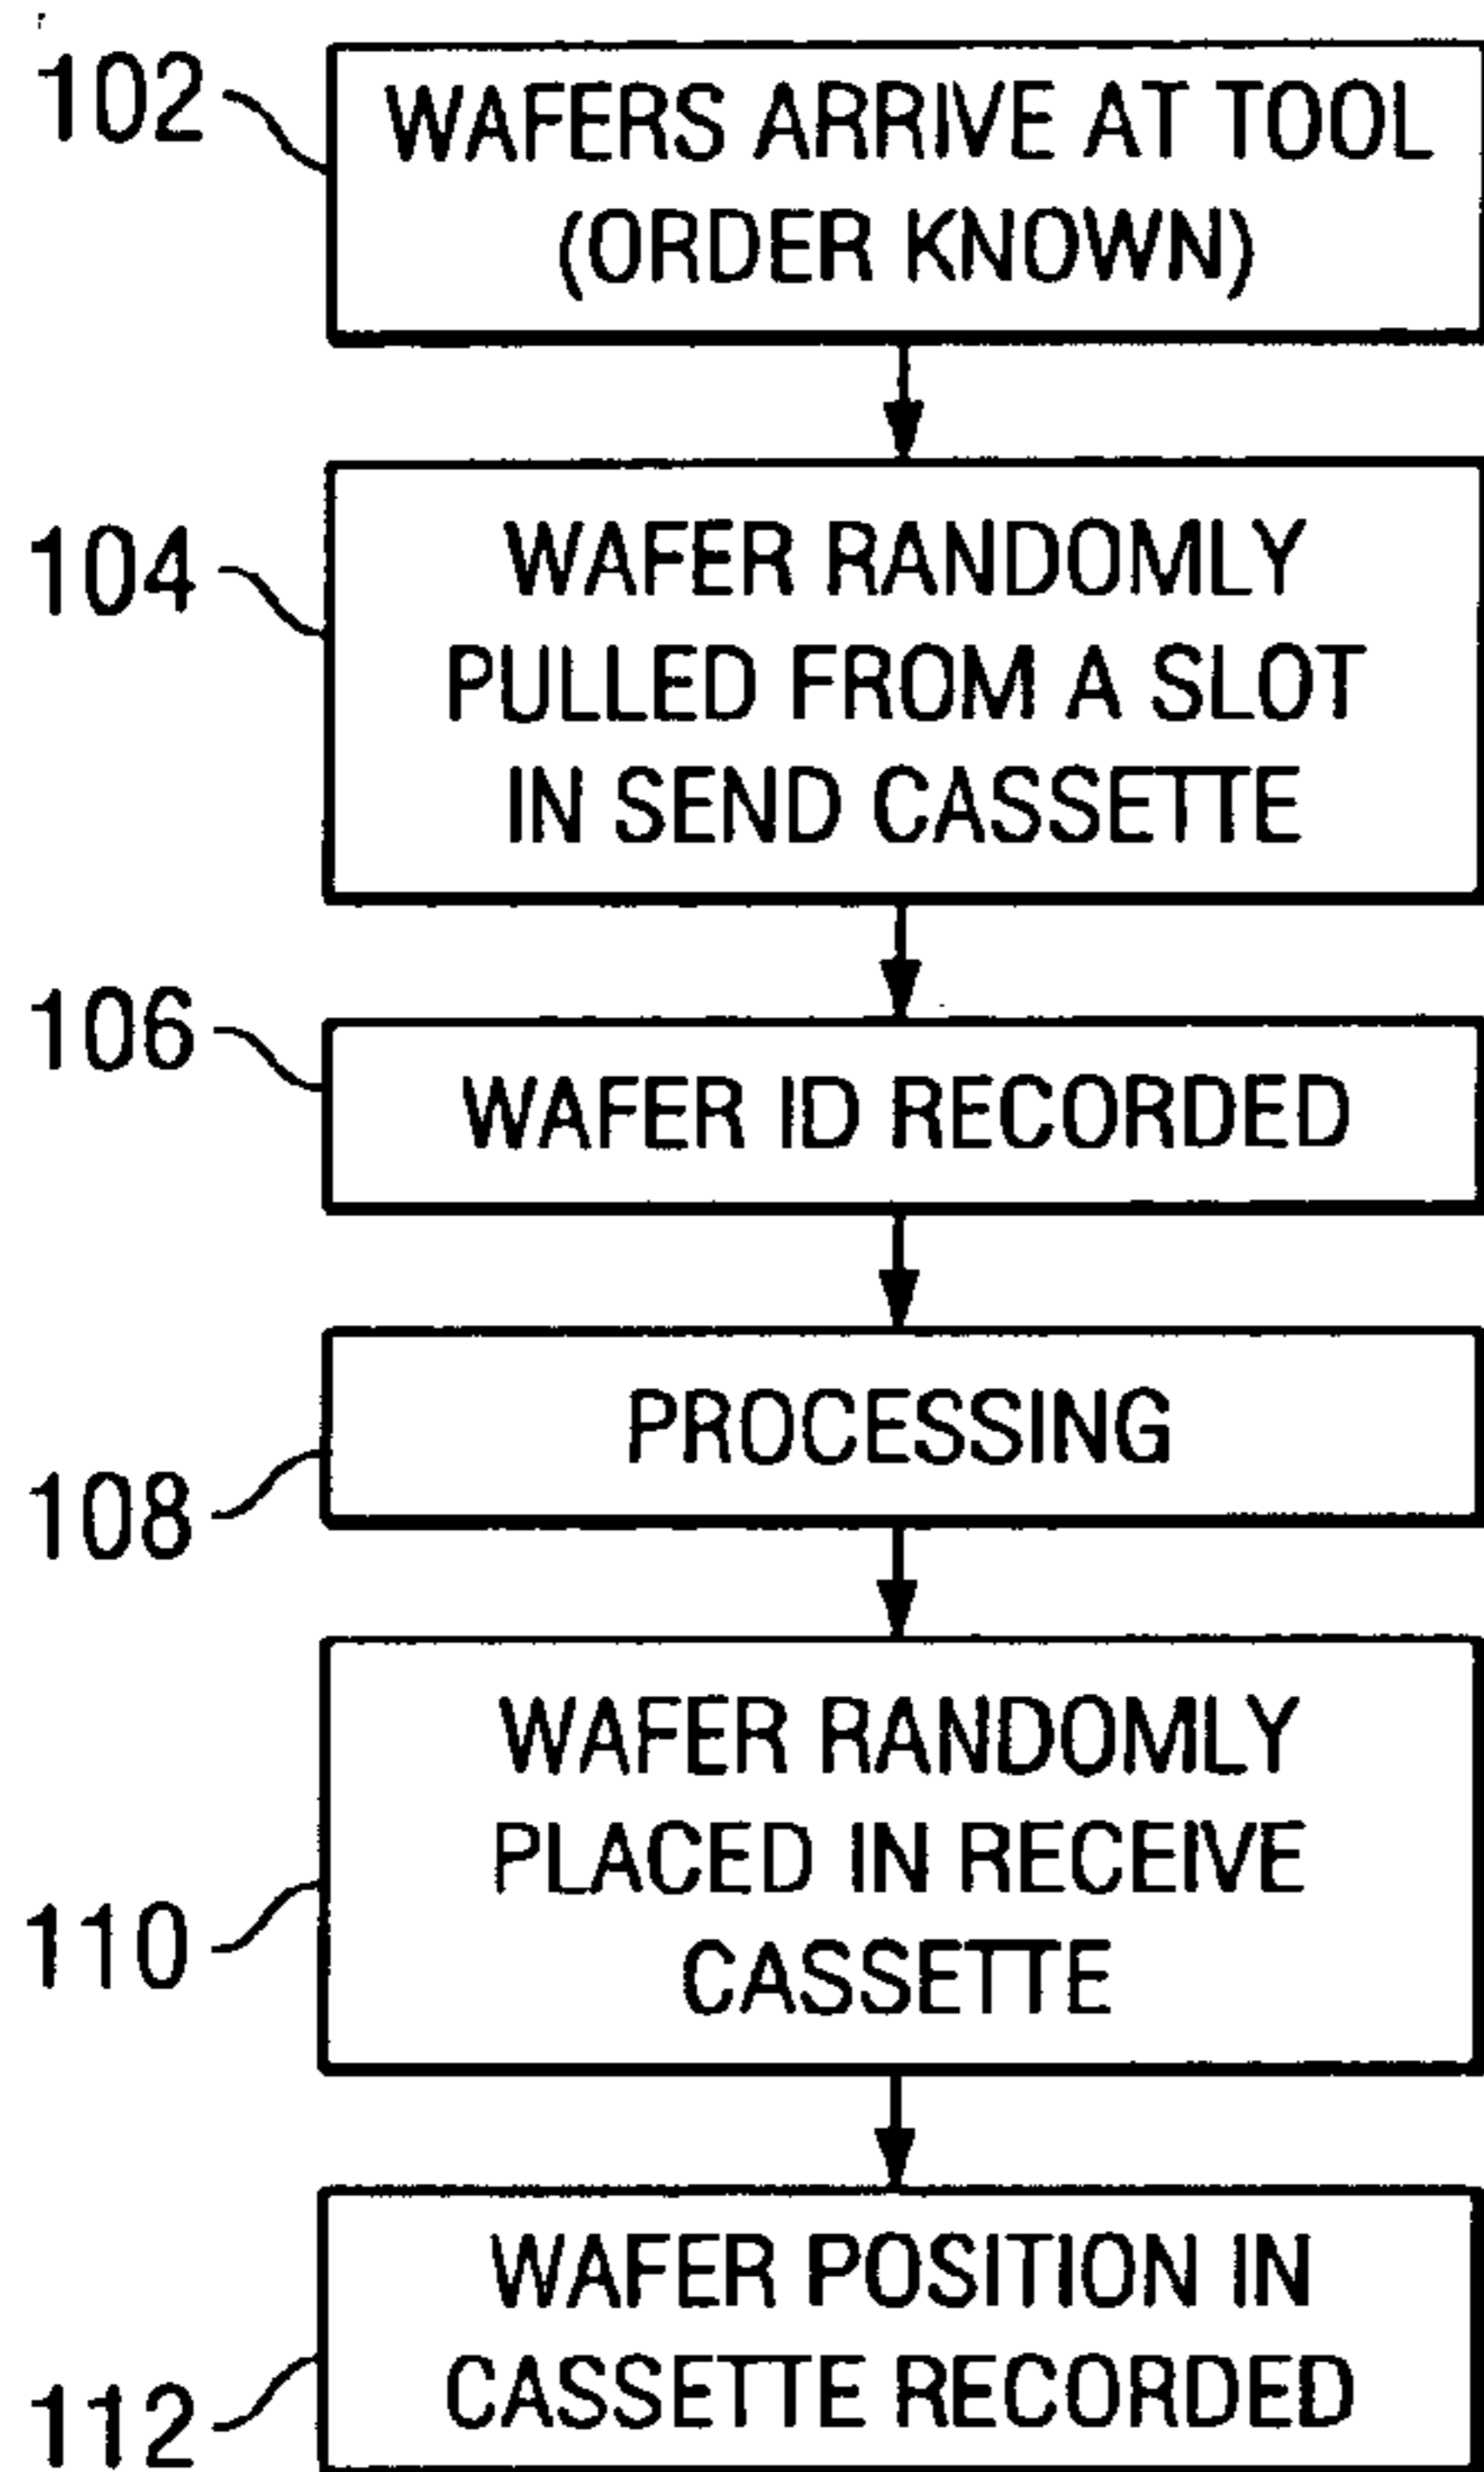 102
WAFERS ARRIVE AT TOOL
(ORDER KNOWN)
104
WAFER RANDOMLY
PULLED FROM A SLOT
IN SEND CASSETTE
106
WAFER ID RECORDED
PROCESSING
108
WAFER RANDOMLY
PLACED IN RECEIVE
110
CASSETTE
WAFER POSITION IN
CASSETTE RECORDED
112